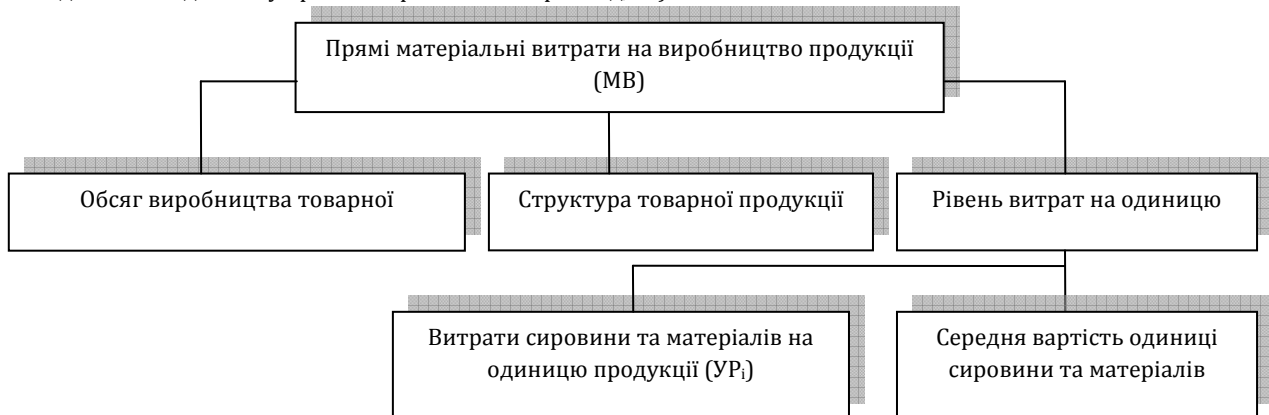 Прямі матеріальні витрати на виробництво продукції
(МВ)
Обсяг виробництва товарної
Структура товарної продукції
Рівень витрат на одиницю
Витрати сировини та матеріалів на
одиницю продукції (УРi)
Середня вартість одиниці
сировини та матеріалів